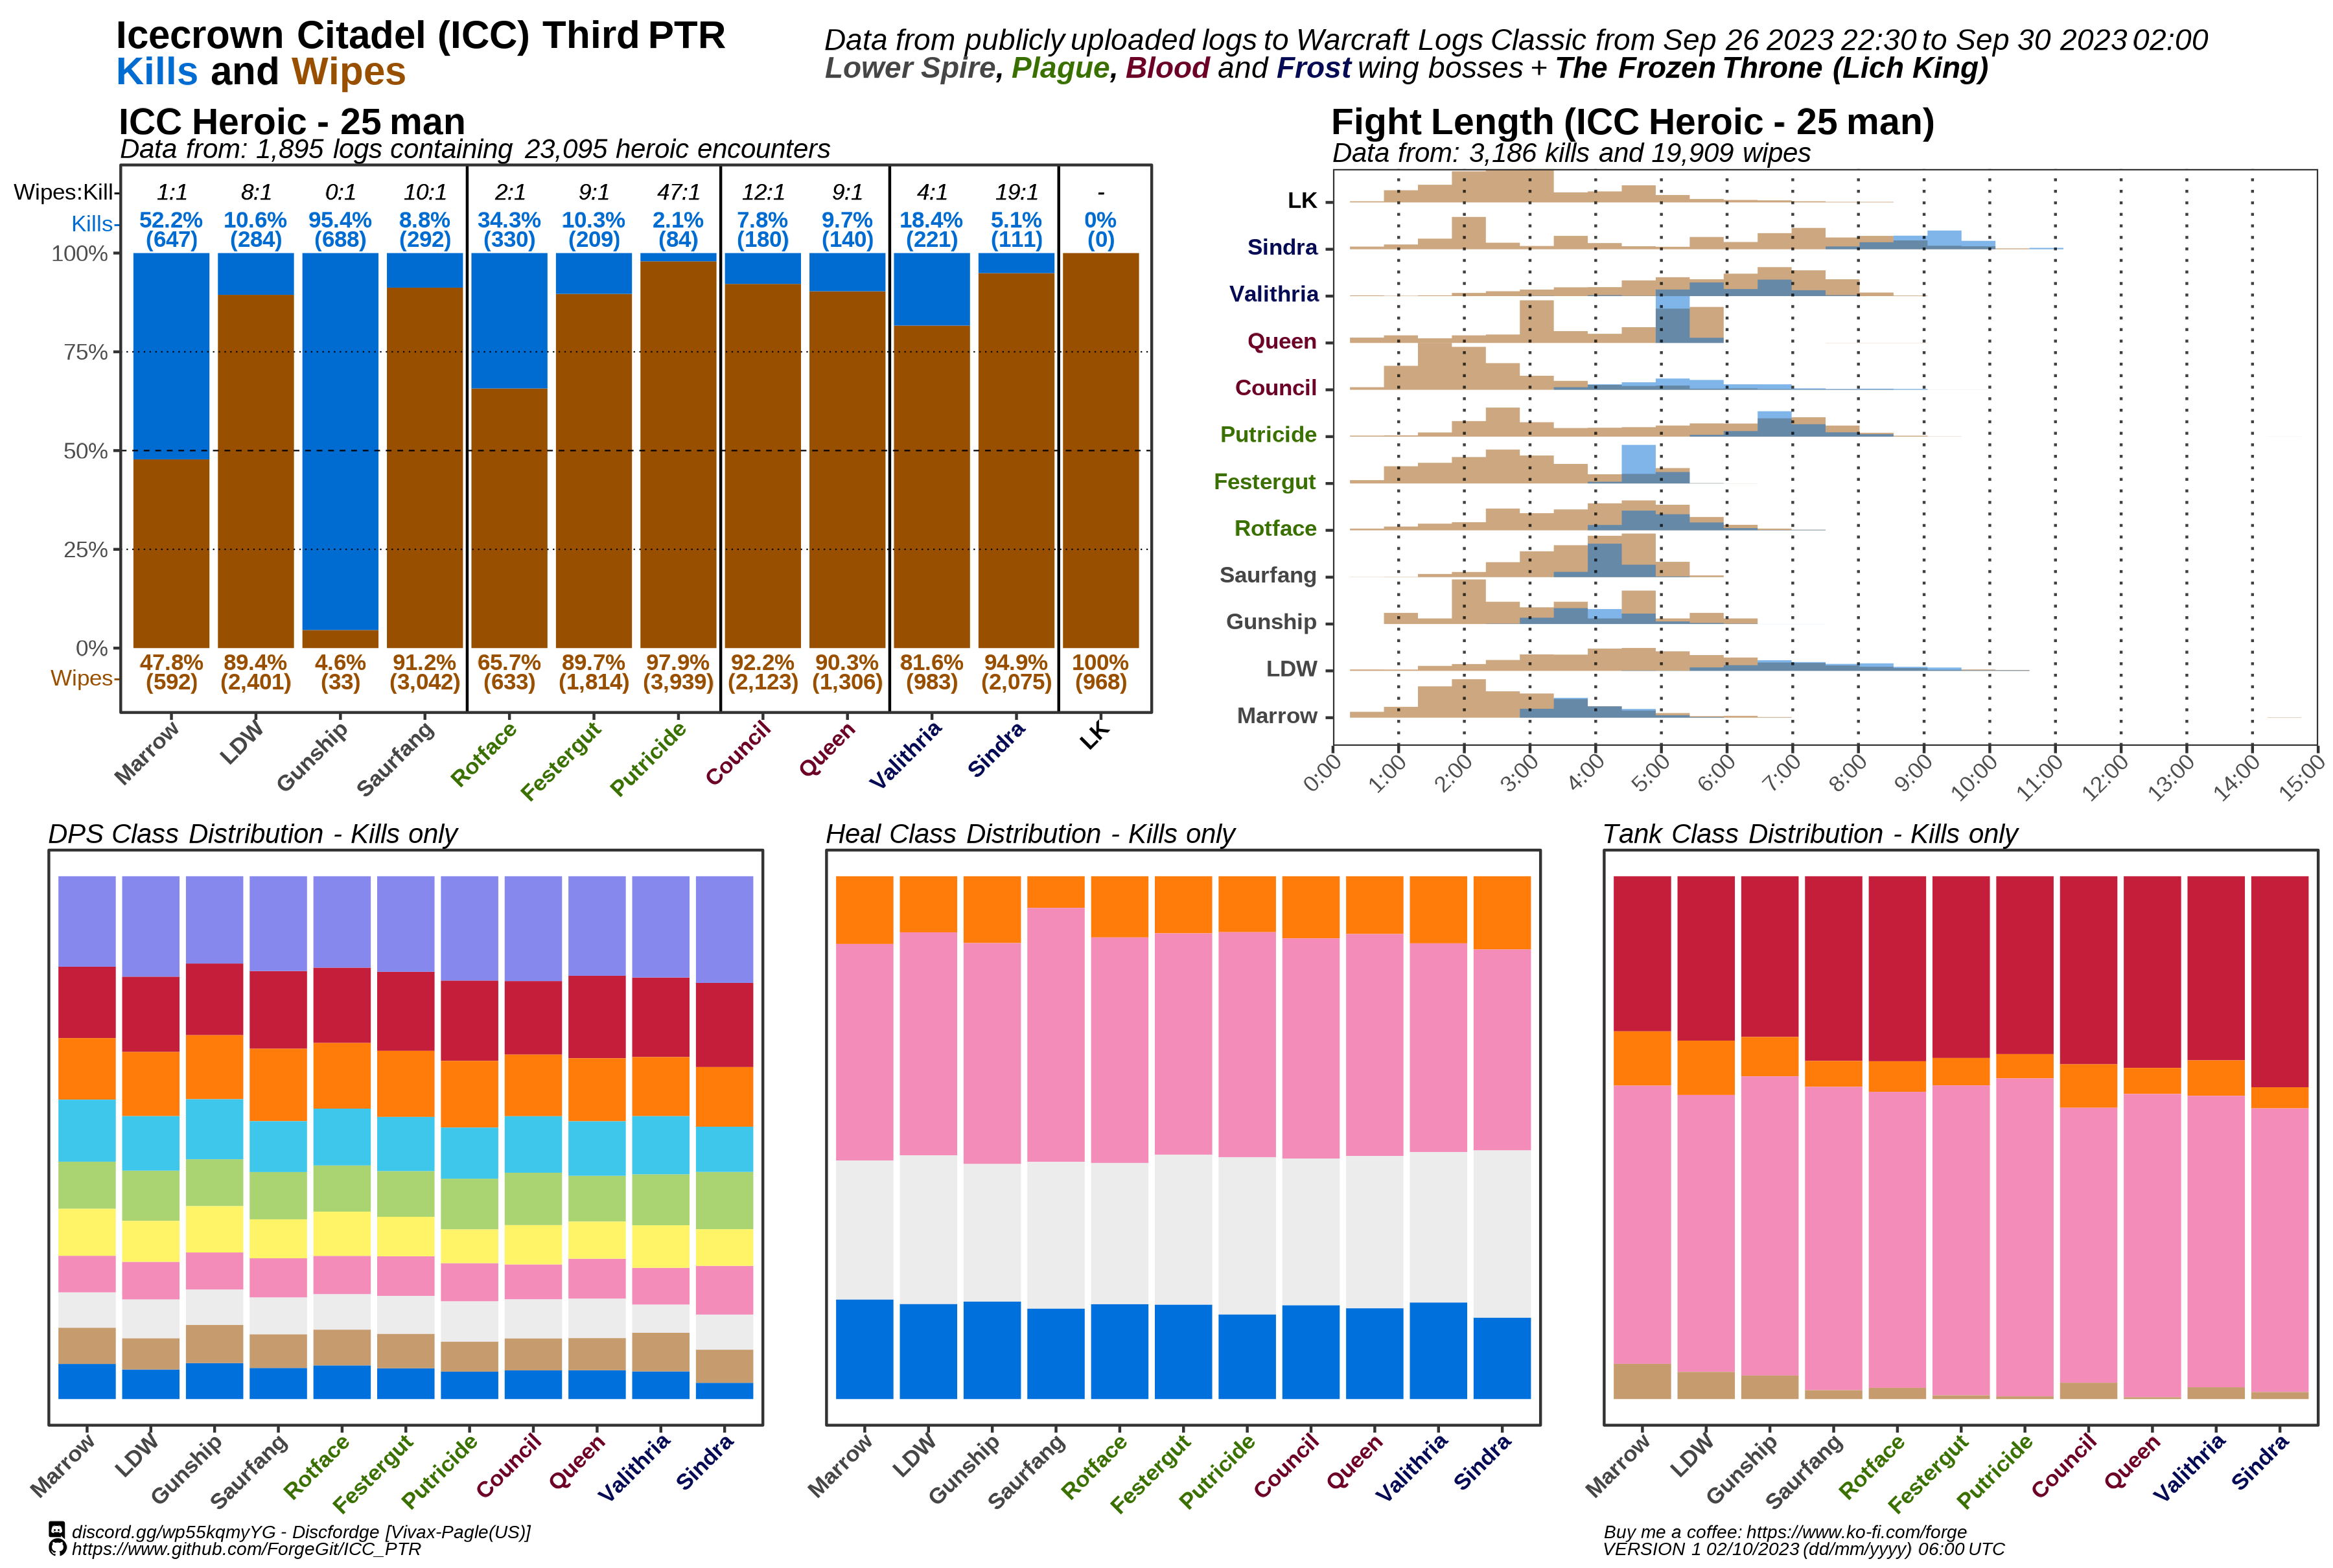 Icecrown Citadel (ICC) Third PTR
Kills and Wipes
Data from publicly uploaded logs to Warcraft Logs Classic from Sep 26 2023 22:30 to Sep 30 2023 02:00
Lower Spire, Plague, Blood and Frost wing bosses + The Frozen Throne (Lich King)
ICC Heroic - 25 man
Data from: 1,895 logs containing 23,095 heroic encounters
Wipes:Kill 1:1 8:1 0:1 10:1 2:1 9:1 47:1 12:1 9:1 4:1 19:1 -
Kills 52.2% 10.6% 95.4% 8.8% 34.3% 10.3% 2.1% 7.8% 9.7% 18.4% 5.1% 0%
(647) (284) (688) (292) (330) (209) (84) (180) (140) (221) (111) (0)
100%
75%
50%
25%
0%
Wipes 47.8% 89.4% 4.6% 91.2% 65.7% 89.7% 97.9% 92.2% 90.3% 81.6% 94.9% 100%
(592) (2,401) (33) (3,042) (633) (1,814) (3,939) (2,123) (1,306) (983) (2,075) (968)
Marrow LDW Gunship Saurfang Rotface Festergut Putricide Council Queen Valithria Sindra LK
Fight Length (ICC Heroic - 25 man)
Data from: 3,186 kills and 19,909 wipes
LK
Sindra
Valithria
Queen
Council
Putricide
Festergut
Rotface
Saurfang
Gunship
LDW
Marrow
0:00 1:00 2:00 3:00 4:00 5:00 6:00 7:00 8:00 9:00 10:00 11:00 12:00 13:00 14:00 15:00
DPS Class Distribution - Kills only
Marrow LDW Gunship Saurfang Rotface Festergut Putricide Council Queen Valithria Sindra
Heal Class Distribution - Kills only
Marrow LDW Gunship Saurfang Rotface Festergut Putricide Council Queen Valithria Sindra
Tank Class Distribution - Kills only
Marrow LDW Gunship Saurfang Rotface Festergut Putricide Council Queen Valithria Sindra
discord.gg/wp55kqmyYG - Discfordge [Vivax-Pagle(US)]
https://www.github.com/ForgeGit/ICC_PTR
Buy me a coffee: https://www.ko-fi.com/forge
VERSION 1 02/10/2023 (dd/mm/yyyy) 06:00 UTC